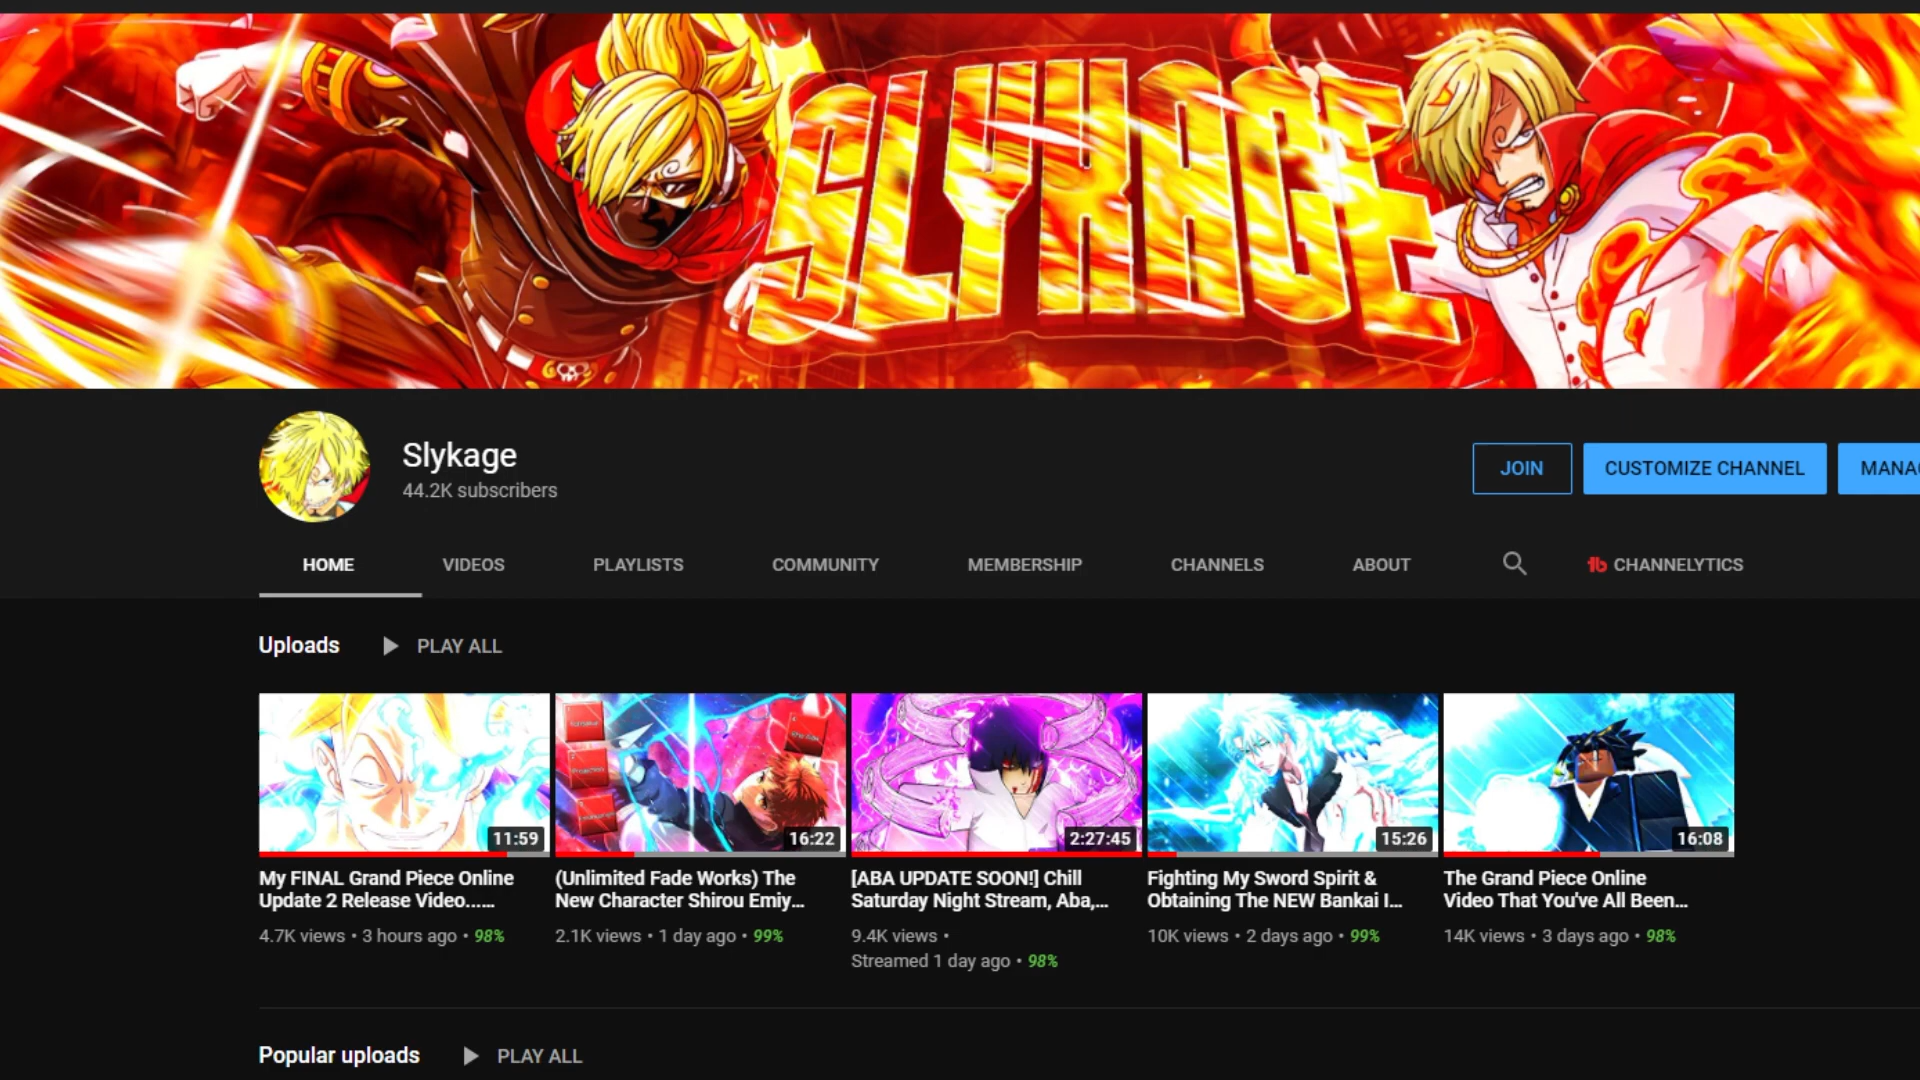 SLYKAGE
Slykage
44.2K subscribers
JOIN
CUSTOMIZE CHANNEL
HOME
VIDEOS
PLAYLISTS
COMMUNITY
MEMBERSHIP
CHANNELS
ABOUT
CHANNELYTICS
Uploads
PLAY ALL
11:59
My FINAL Grand Piece Online
Update 2 Release Video......
4.7K views • 3 hours ago • 98%
16:22
(Unlimited Fade Works) The
New Character Shirou Emiy...
2.1K views • 1 day ago • 99%
2:27:45
[ABA UPDATE SOON!] Chill
Saturday Night Stream, Aba,...
9.4K views •
Streamed 1 day ago • 98%
15:26
Fighting My Sword Spirit &
Obtaining The NEW Bankai I...
10K views • 2 days ago • 99%
16:08
The Grand Piece Online
Video That You've All Been...
14K views • 3 days ago • 98%
Popular uploads
PLAY ALL